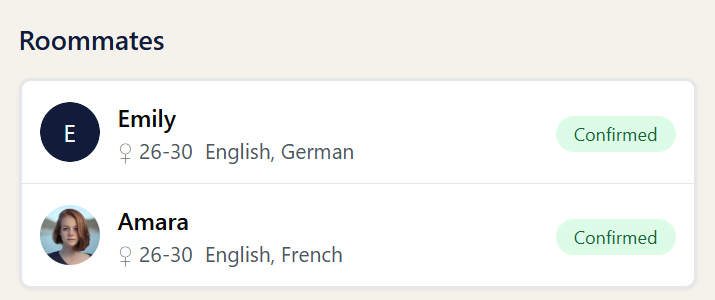 Roommates
E
Emily
♀ 26-30 English, German
Confirmed
Amara
♀ 26-30 English, French
Confirmed